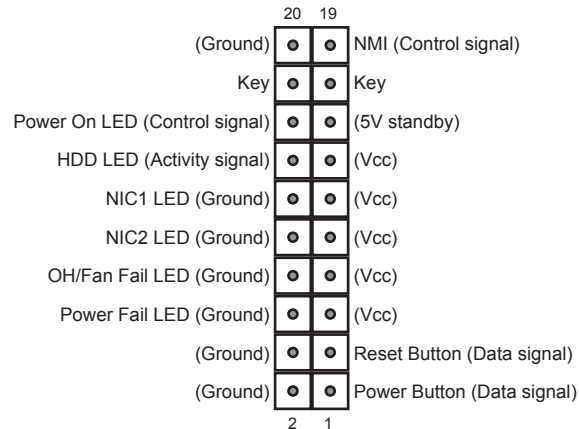 20 19
(Ground) NMI (Control signal)
Key Key
Power On LED (Control signal) (5V standby)
HDD LED (Activity signal) (Vcc)
NIC1 LED (Ground) (Vcc)
NIC2 LED (Ground) (Vcc)
OH/Fan Fail LED (Ground) (Vcc)
Power Fail LED (Ground) (Vcc)
(Ground) Reset Button (Data signal)
(Ground) Power Button (Data signal)
2 1